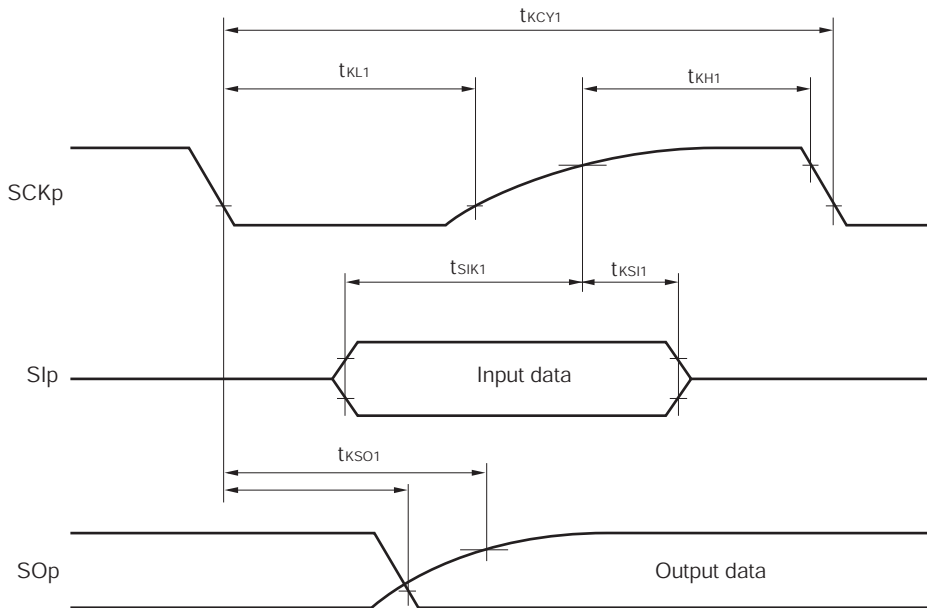 tKCY1
tKL1 tKH1
SCKp
tSIK1 tKSI1
SIp Input data
tKSO1
SOp Output data